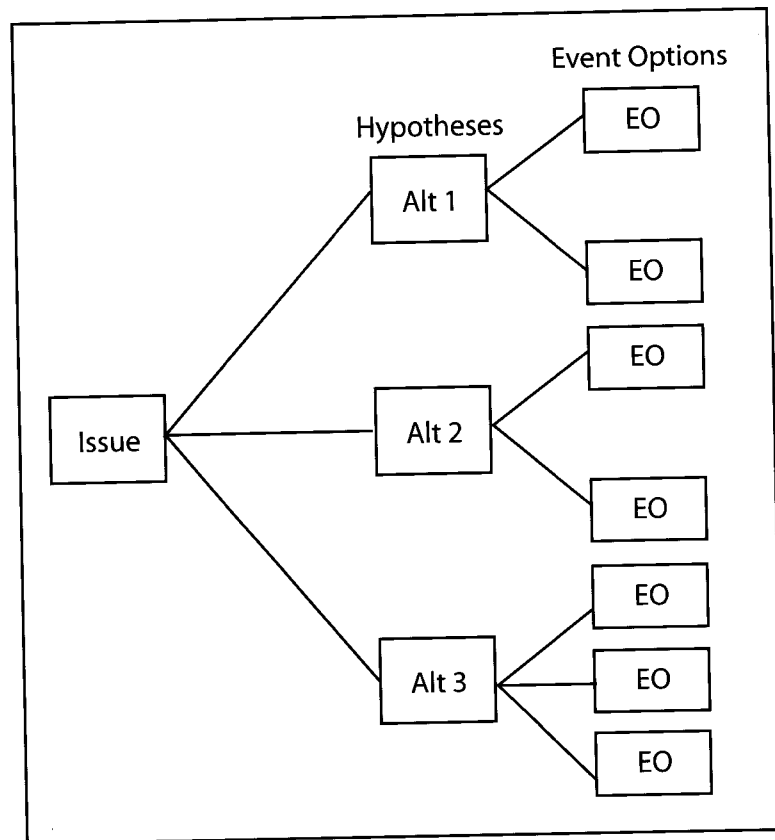 Event Options
EO
Hypotheses
Alt 1
EO
EO
Issue
Alt 2
EO
EO
Alt 3
EO
EO